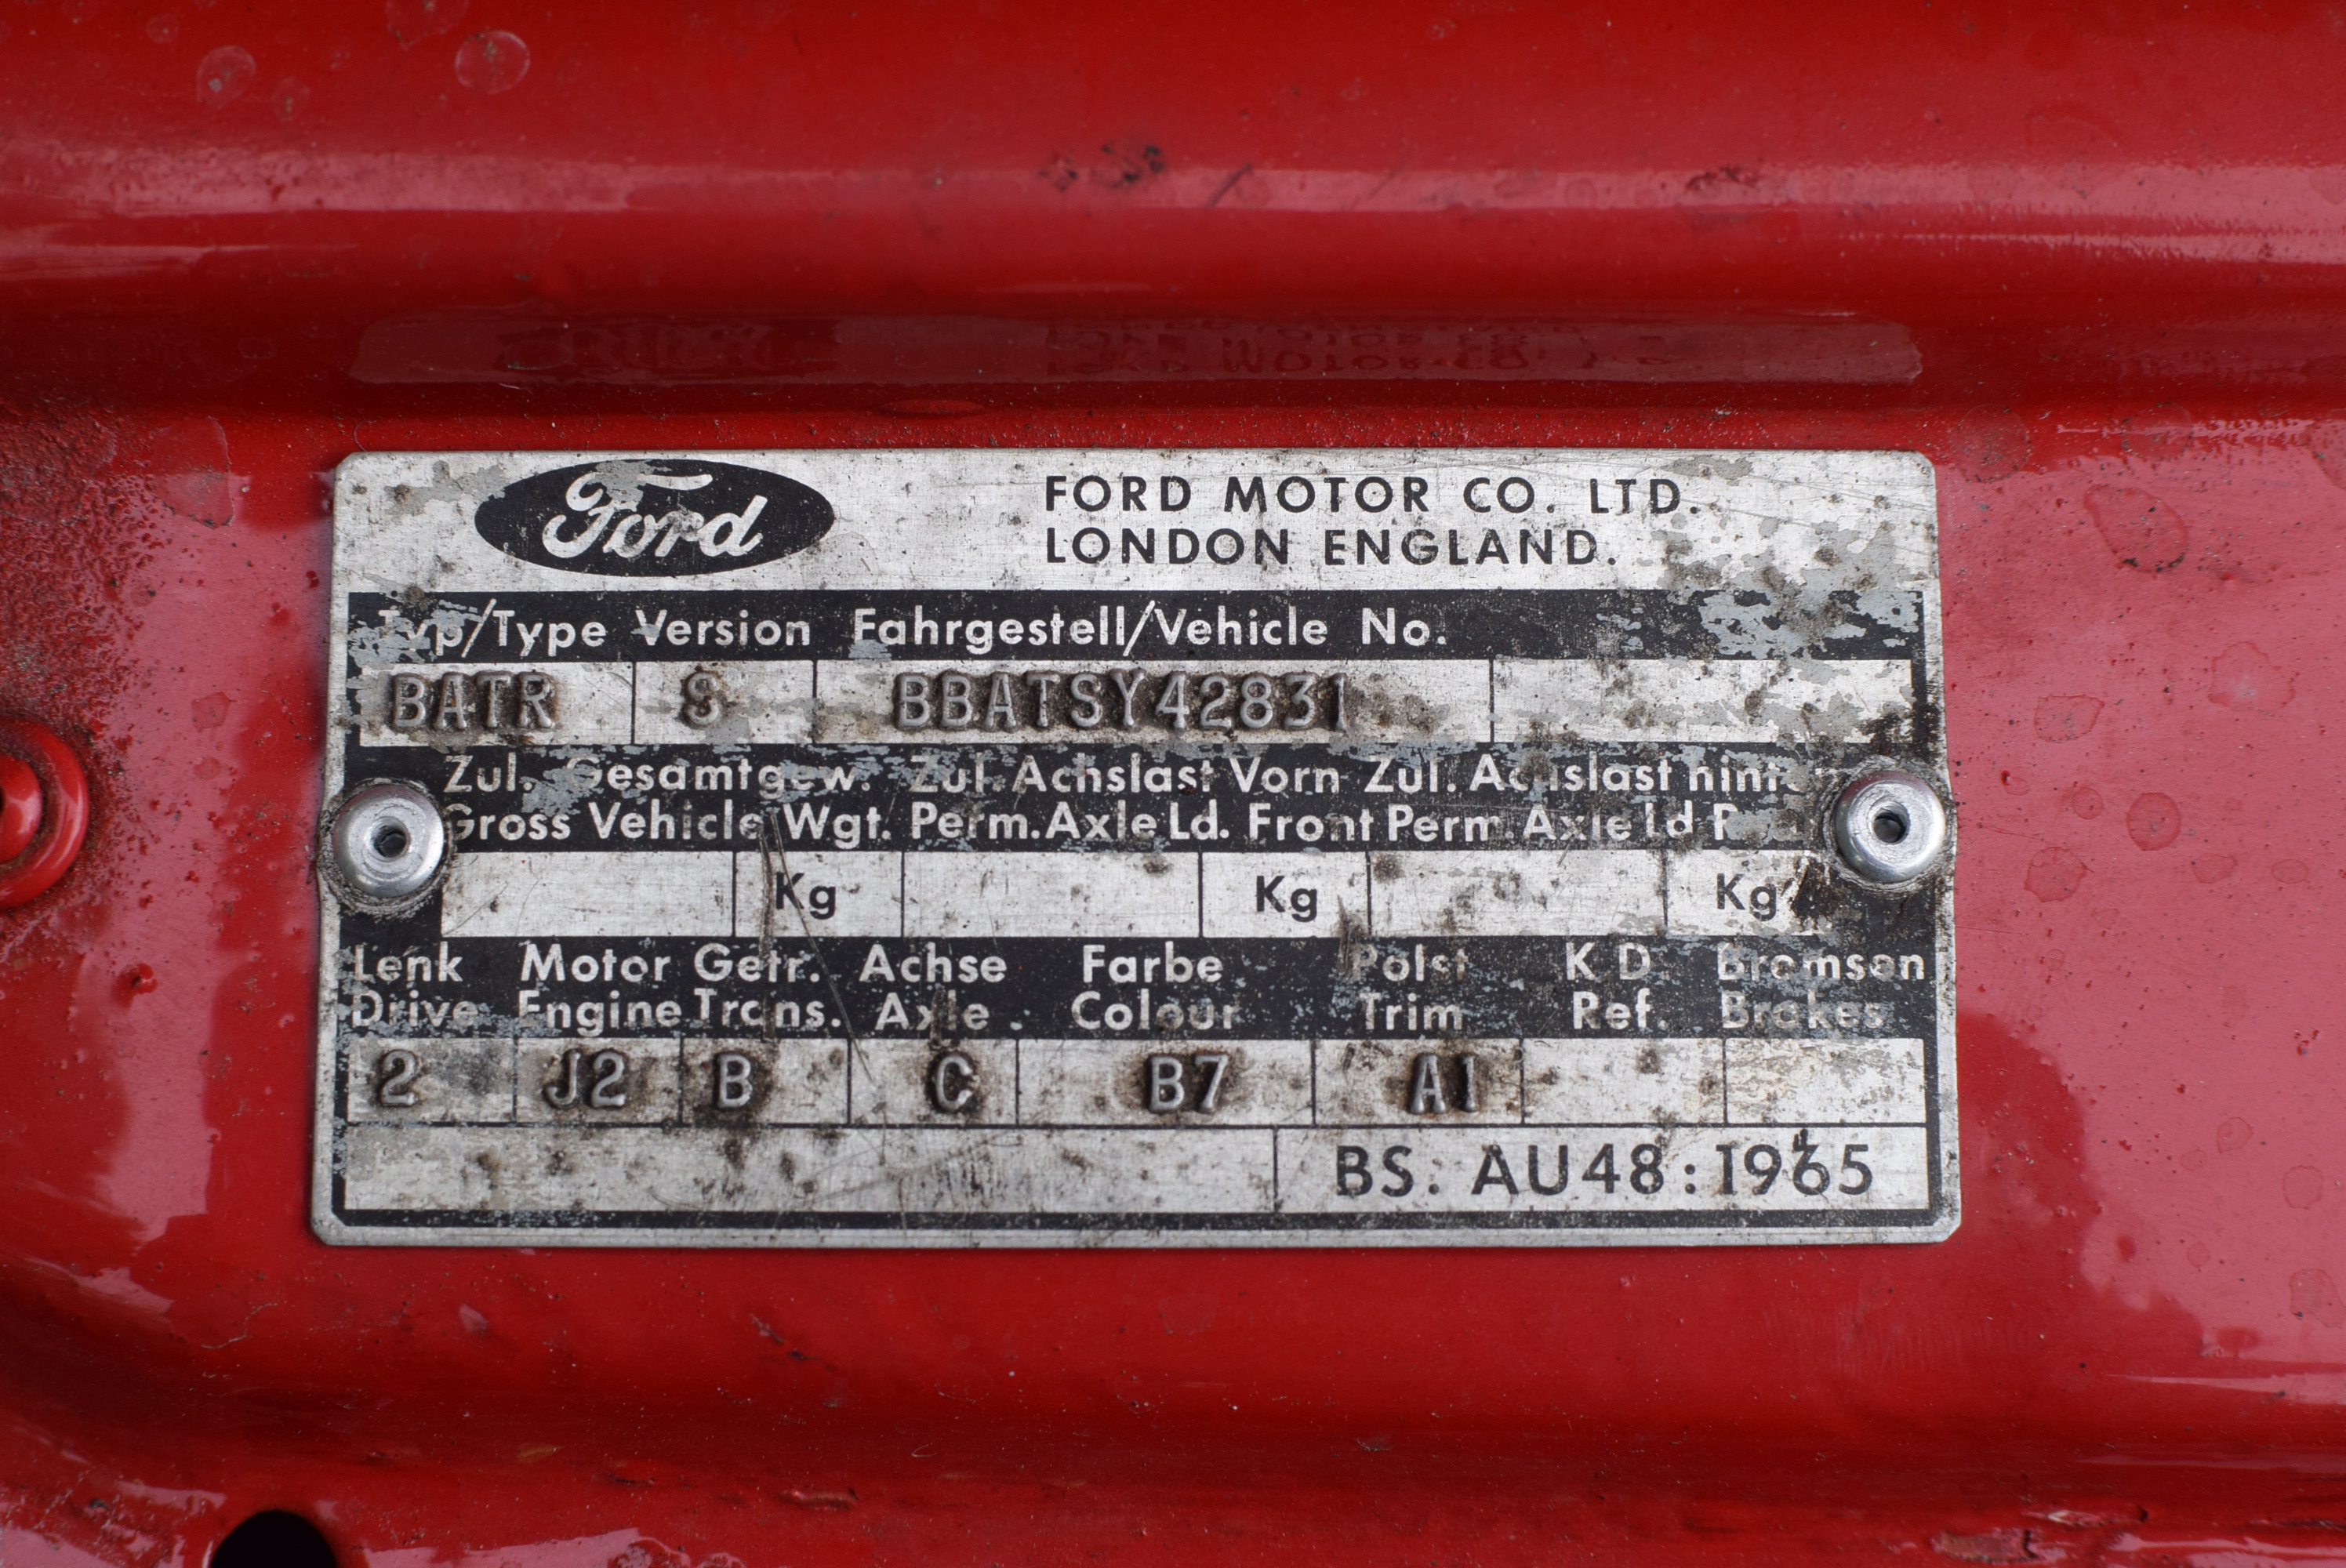 Ford
FORD MOTOR CO. LTD.
LONDON ENGLAND.
Typ/Type Version Fahrgestell/Vehicle No.
BATR S BBATSY42831
Zul. Gesamtgew. Zul. Achslast Vorn Zul. Achslast hinten
Gross Vehicle Wgt. Perm. Axle Ld. Front Perm. Axle Ld
Kg Kg Kg
Lenk Motor Getr. Achse Farbe Polst K D Bremsen
Drive Engine Trans. Axle. Colour Trim Ref. Brakes
2 J2 B C B7 A1
BS. AU48:1965